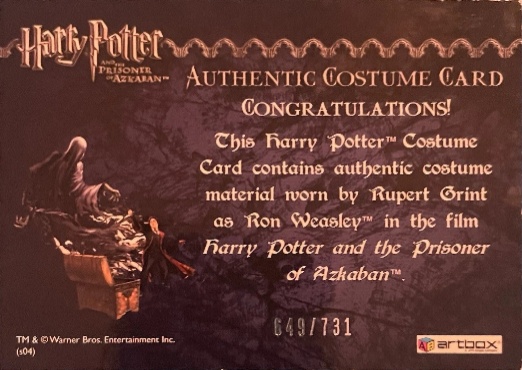 Harry Potter
AND THE
PRISONER
OF AZKABAN™
AUTHENTIC COSTUME CARD
CONGRATULATIONS!
This Harry Potter™ Costume
Card contains authentic costume
material worn by Rupert Grint
as Ron Weasley™ in the film
Harry Potter and the Prisoner
of Azkaban™.
649/731
TM & © Warner Bros. Entertainment Inc.
(s04)
artbox